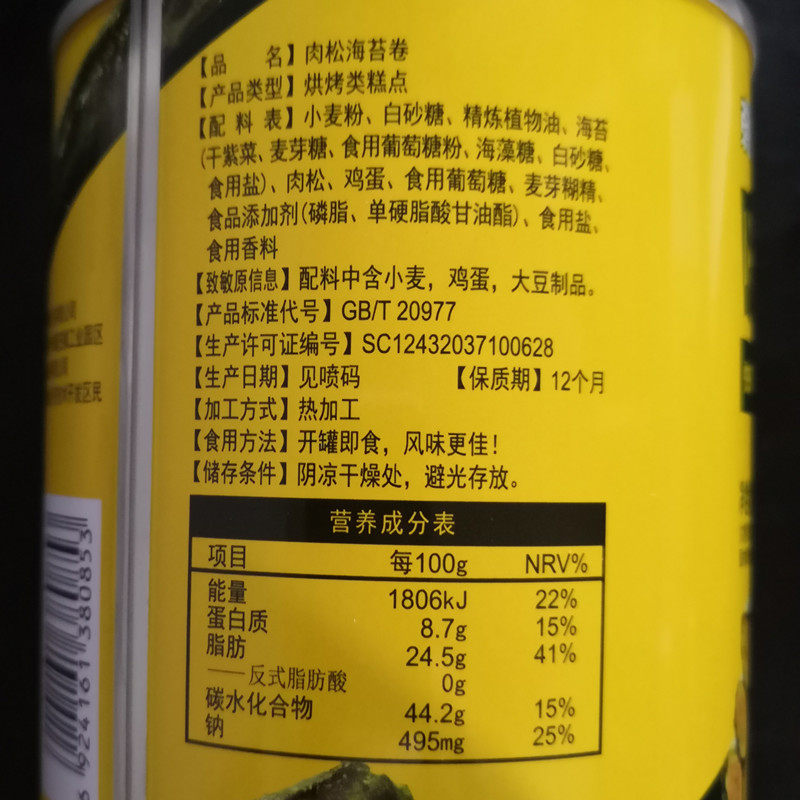 【品 名】肉松海苔卷
【产品类型】烘烤类糕点
【配 料 表】小麦粉、白砂糖、精炼植物油、海苔
(干紫菜、麦芽糖、食用葡萄糖粉、海藻糖、白砂糖、
食用盐)、肉松、鸡蛋、食用葡萄糖、麦芽糊精、
食品添加剂(磷脂、单硬脂酸甘油酯)、食用盐、
食用香料
【致敏原信息】配料中含小麦，鸡蛋，大豆制品。
【产品标准代号】GB/T 20977
【生产许可证编号】SC12432037100628
【生产日期】见喷码 【保质期】12个月
【加工方式】热加工
【食用方法】开罐即食，风味更佳！
【储存条件】阴凉干燥处，避光存放。
营养成分表
项目 每100g NRV%
能量 1806kJ 22%
蛋白质 8.7g 15%
脂肪 24.5g 41%
——反式脂肪酸 0g
碳水化合物 44.2g 15%
钠 495mg 25%
工业园区
开发区民
6924161380853